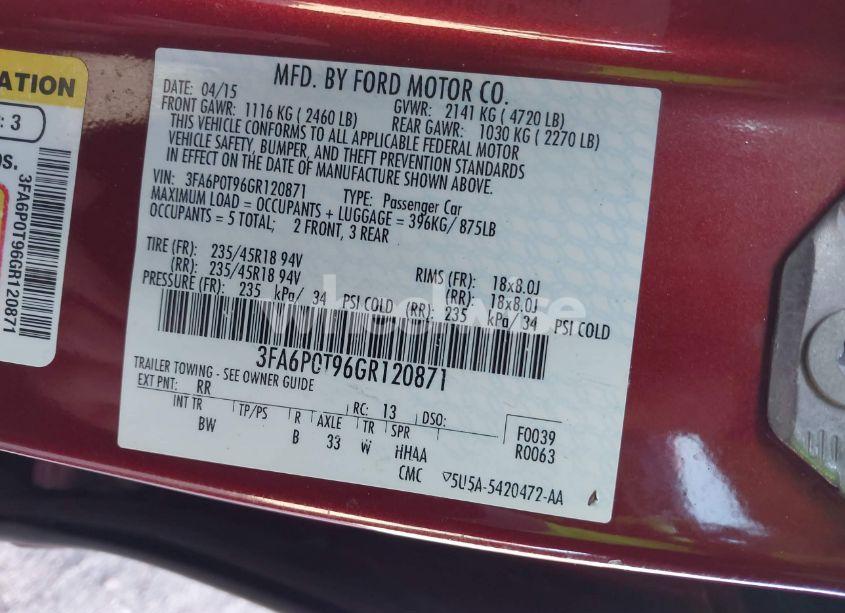 ATION
: 3
os.
3FA6P0T96GR120871
MFD. BY FORD MOTOR CO.
DATE: 04/15 GVWR: 2141 KG ( 4720 LB)
FRONT GAWR: 1116 KG ( 2460 LB) REAR GAWR: 1030 KG ( 2270 LB)
THIS VEHICLE CONFORMS TO ALL APPLICABLE FEDERAL MOTOR
VEHICLE SAFETY, BUMPER, AND THEFT PREVENTION STANDARDS
IN EFFECT ON THE DATE OF MANUFACTURE SHOWN ABOVE.
VIN: 3FA6P0T96GR120871 TYPE: Passenger Car
MAXIMUM LOAD = OCCUPANTS + LUGGAGE = 396KG/ 875LB
OCCUPANTS = 5 TOTAL; 2 FRONT, 3 REAR
TIRE (FR): 235/45R18 94V RIMS (FR): 18x8.0J
(RR): 235/45R18 94V (RR): 18x8.0J
PRESSURE (FR): 235 kPa/ 34 PSI COLD (RR): 235 kPa/ 34 PSI COLD
wheelwise
3FA6P0T96GR120871
TRAILER TOWING - SEE OWNER GUIDE
EXT PNT: RR RC: 13 DSO: F0039
INT TR TP/PS R AXLE TR SPR R0063
BW B 33 W HHAA
CMC 5U5A-5420472-AA